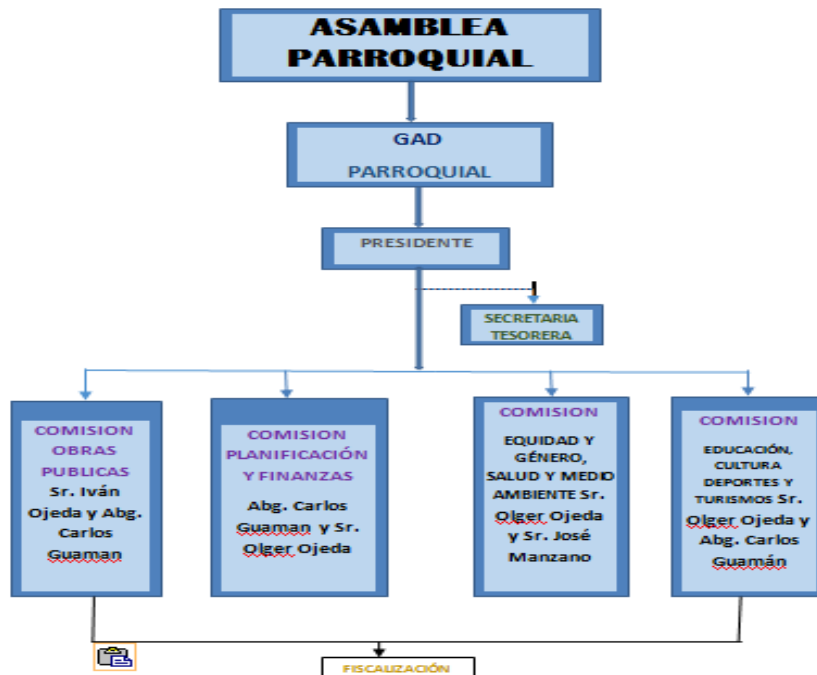 ASAMBLEA
PARROQUIAL
GAD
PARROQUIAL
PRESIDENTE
SECRETARIA
TESORERA
COMISION
OBRAS
PUBLICAS
Sr. Iván
Ojeda y Abg.
Carlos
Guaman
COMISION
PLANIFICACIÓN
Y FINANZAS
Abg. Carlos
Guaman y Sr.
Olger Ojeda
COMISION
EQUIDAD Y
GÉNERO,
SALUD Y MEDIO
AMBIENTE Sr.
Olger Ojeda
y Sr. José
Manzano
COMISION
EDUCACIÓN,
CULTURA
DEPORTES Y
TURISMOS Sr.
Olger Ojeda y
Abg. Carlos
Guamán
FISCALIZACIÓN